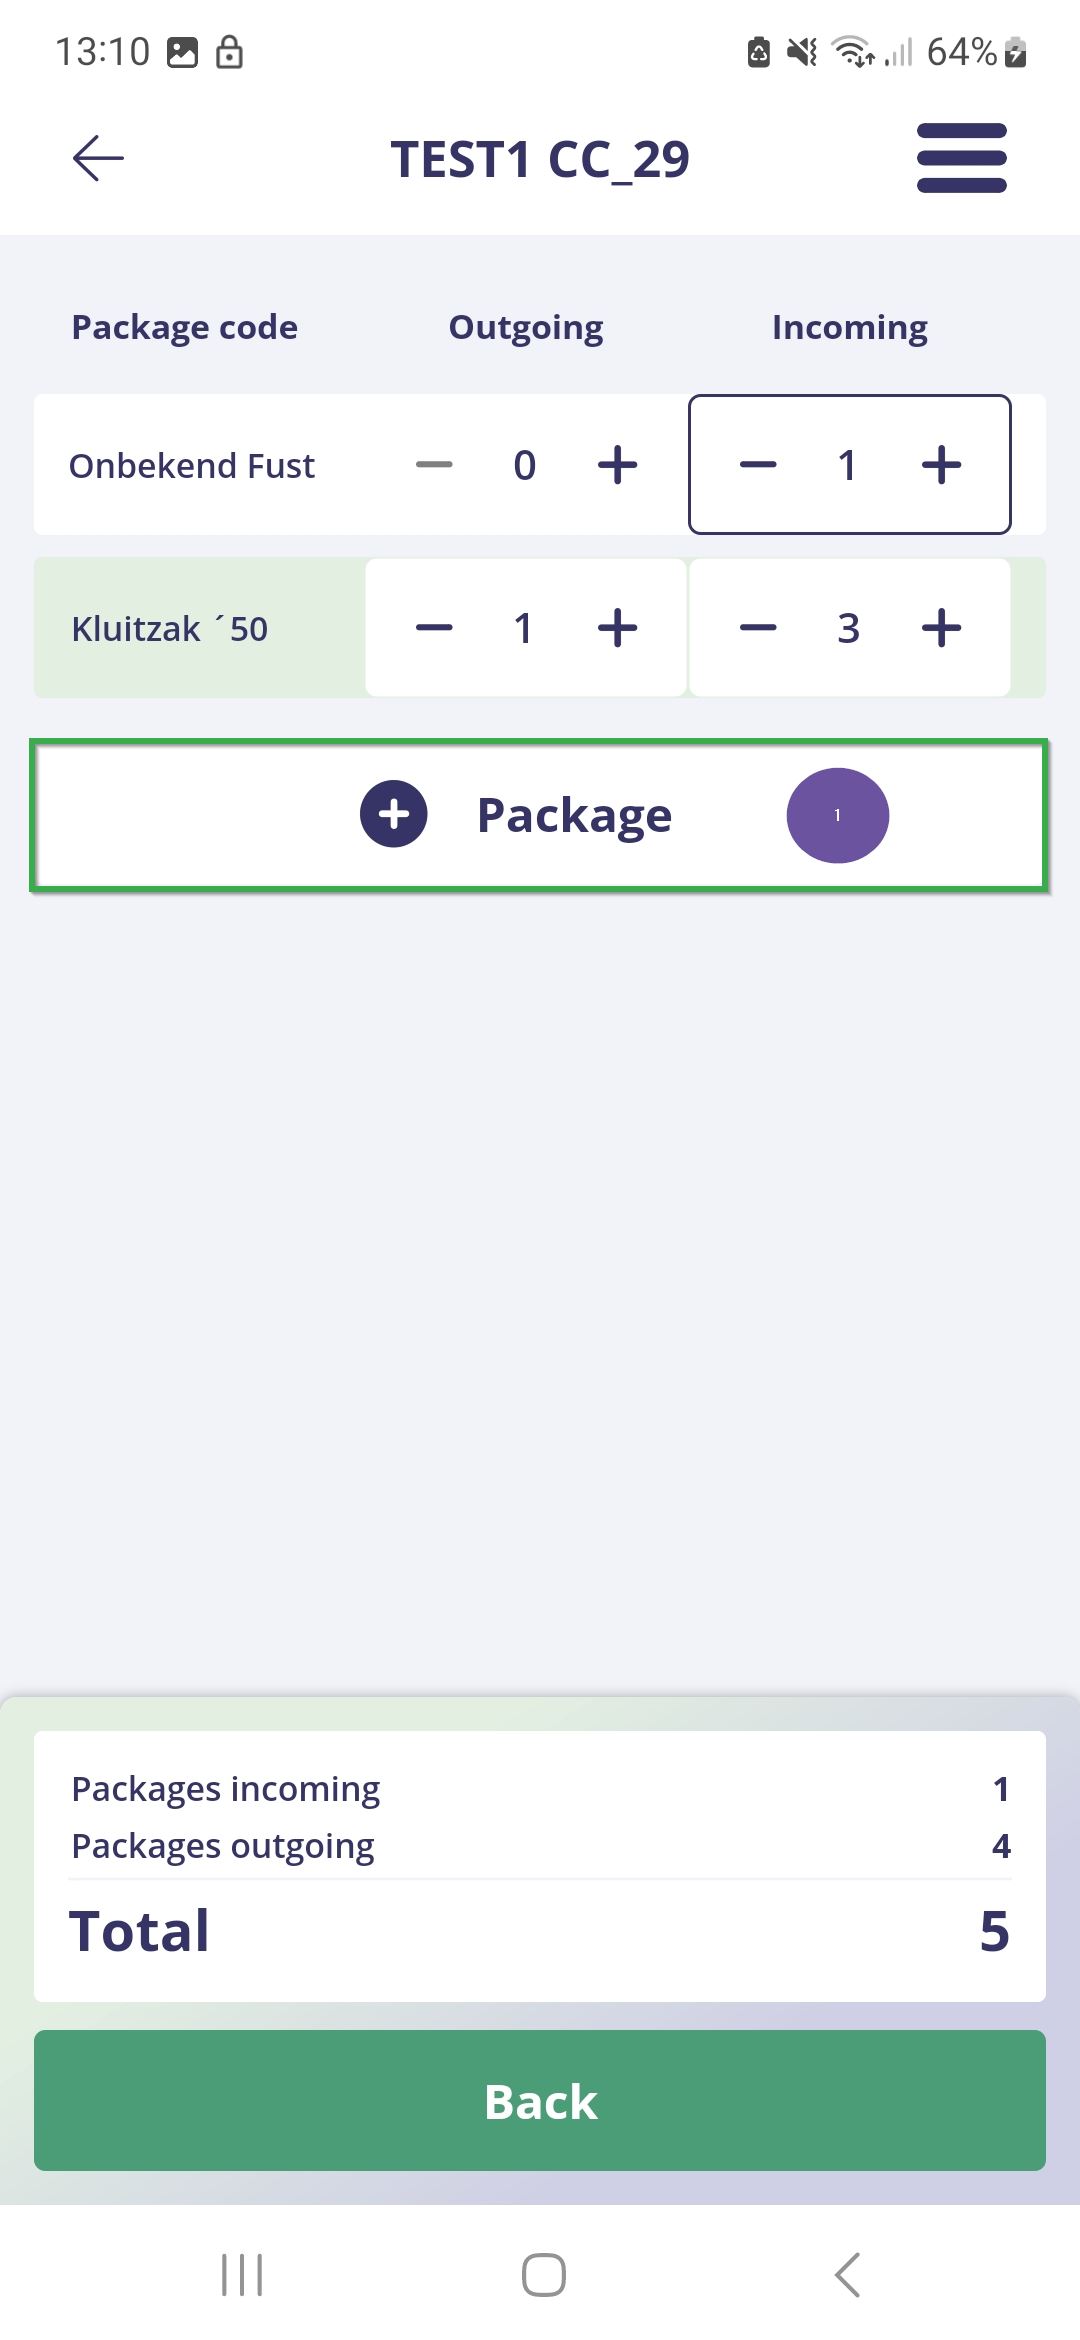 13:10 64%
TEST1 CC_29
Package code Outgoing Incoming
Onbekend Fust 0 1
Kluitzak ´50 1 3
Package 1
Packages incoming 1
Packages outgoing 4
Total 5
Back